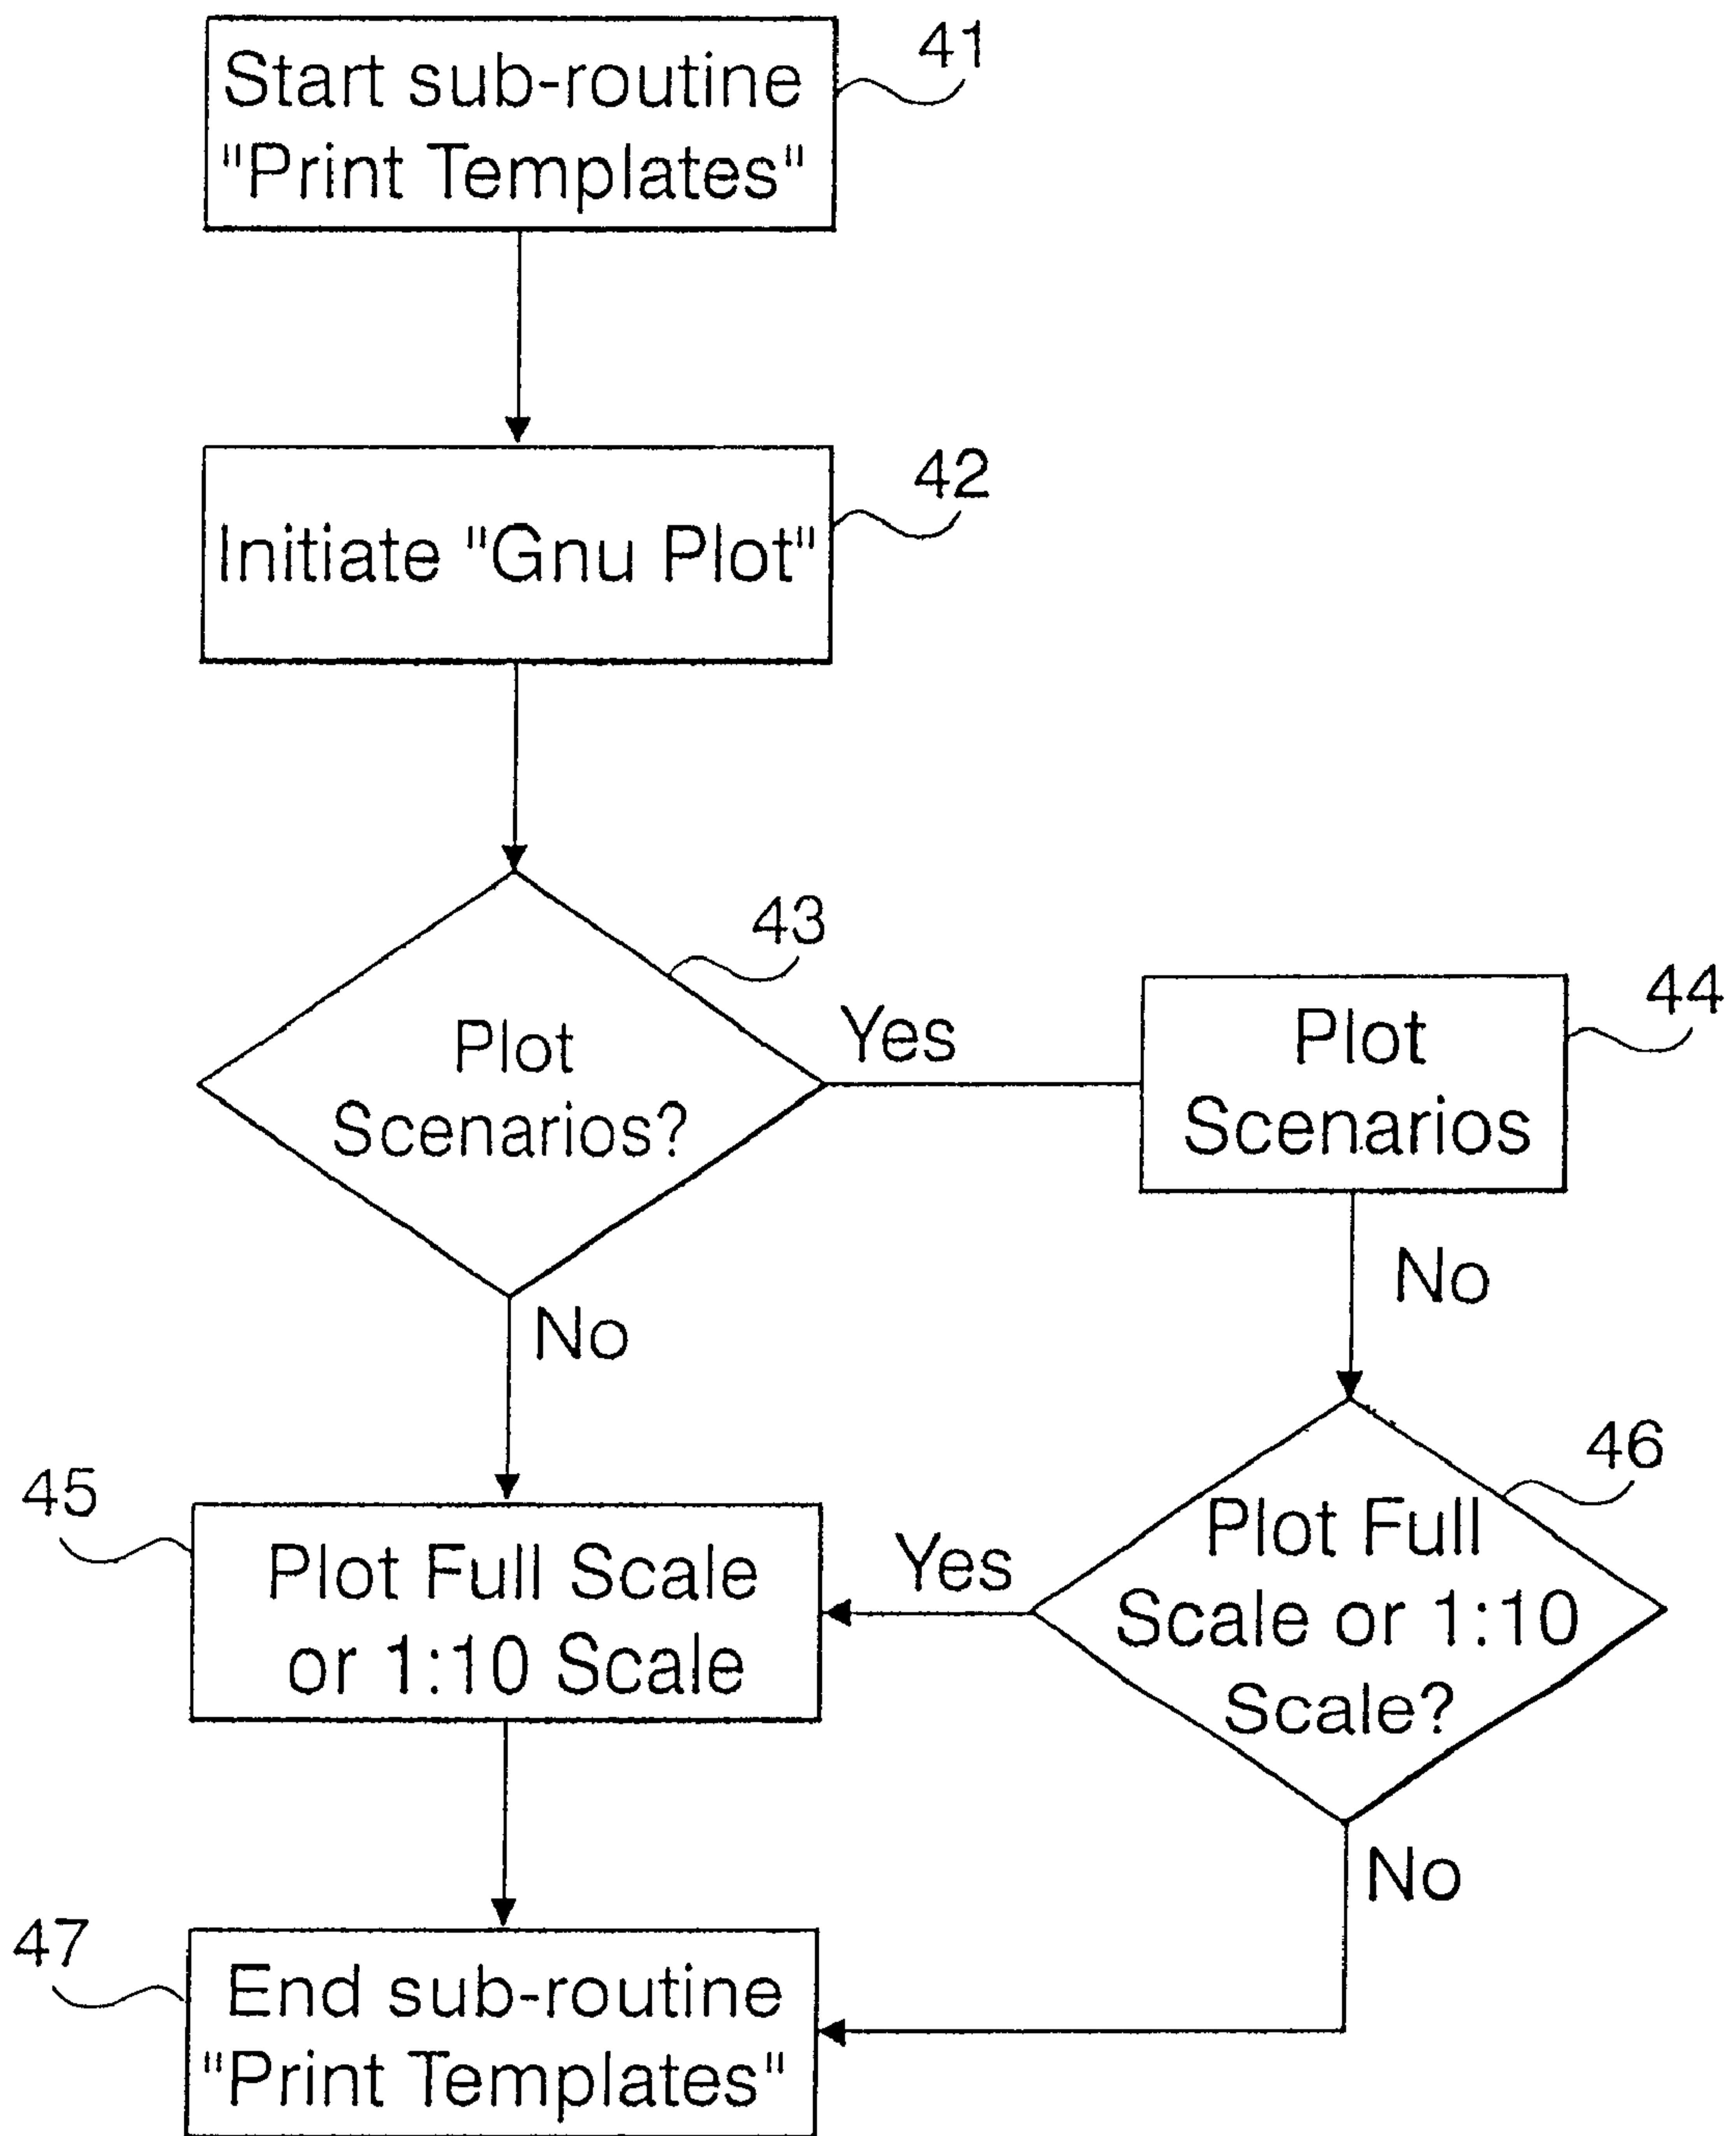 41
Start sub-routine
"Print Templates"
42
Initiate "Gnu Plot"
43
Plot
Scenarios?
Yes
44
Plot
Scenarios
No
No
45
Plot Full Scale
or 1:10 Scale
Yes
46
Plot Full
Scale or 1:10
Scale?
No
47
End sub-routine
"Print Templates"